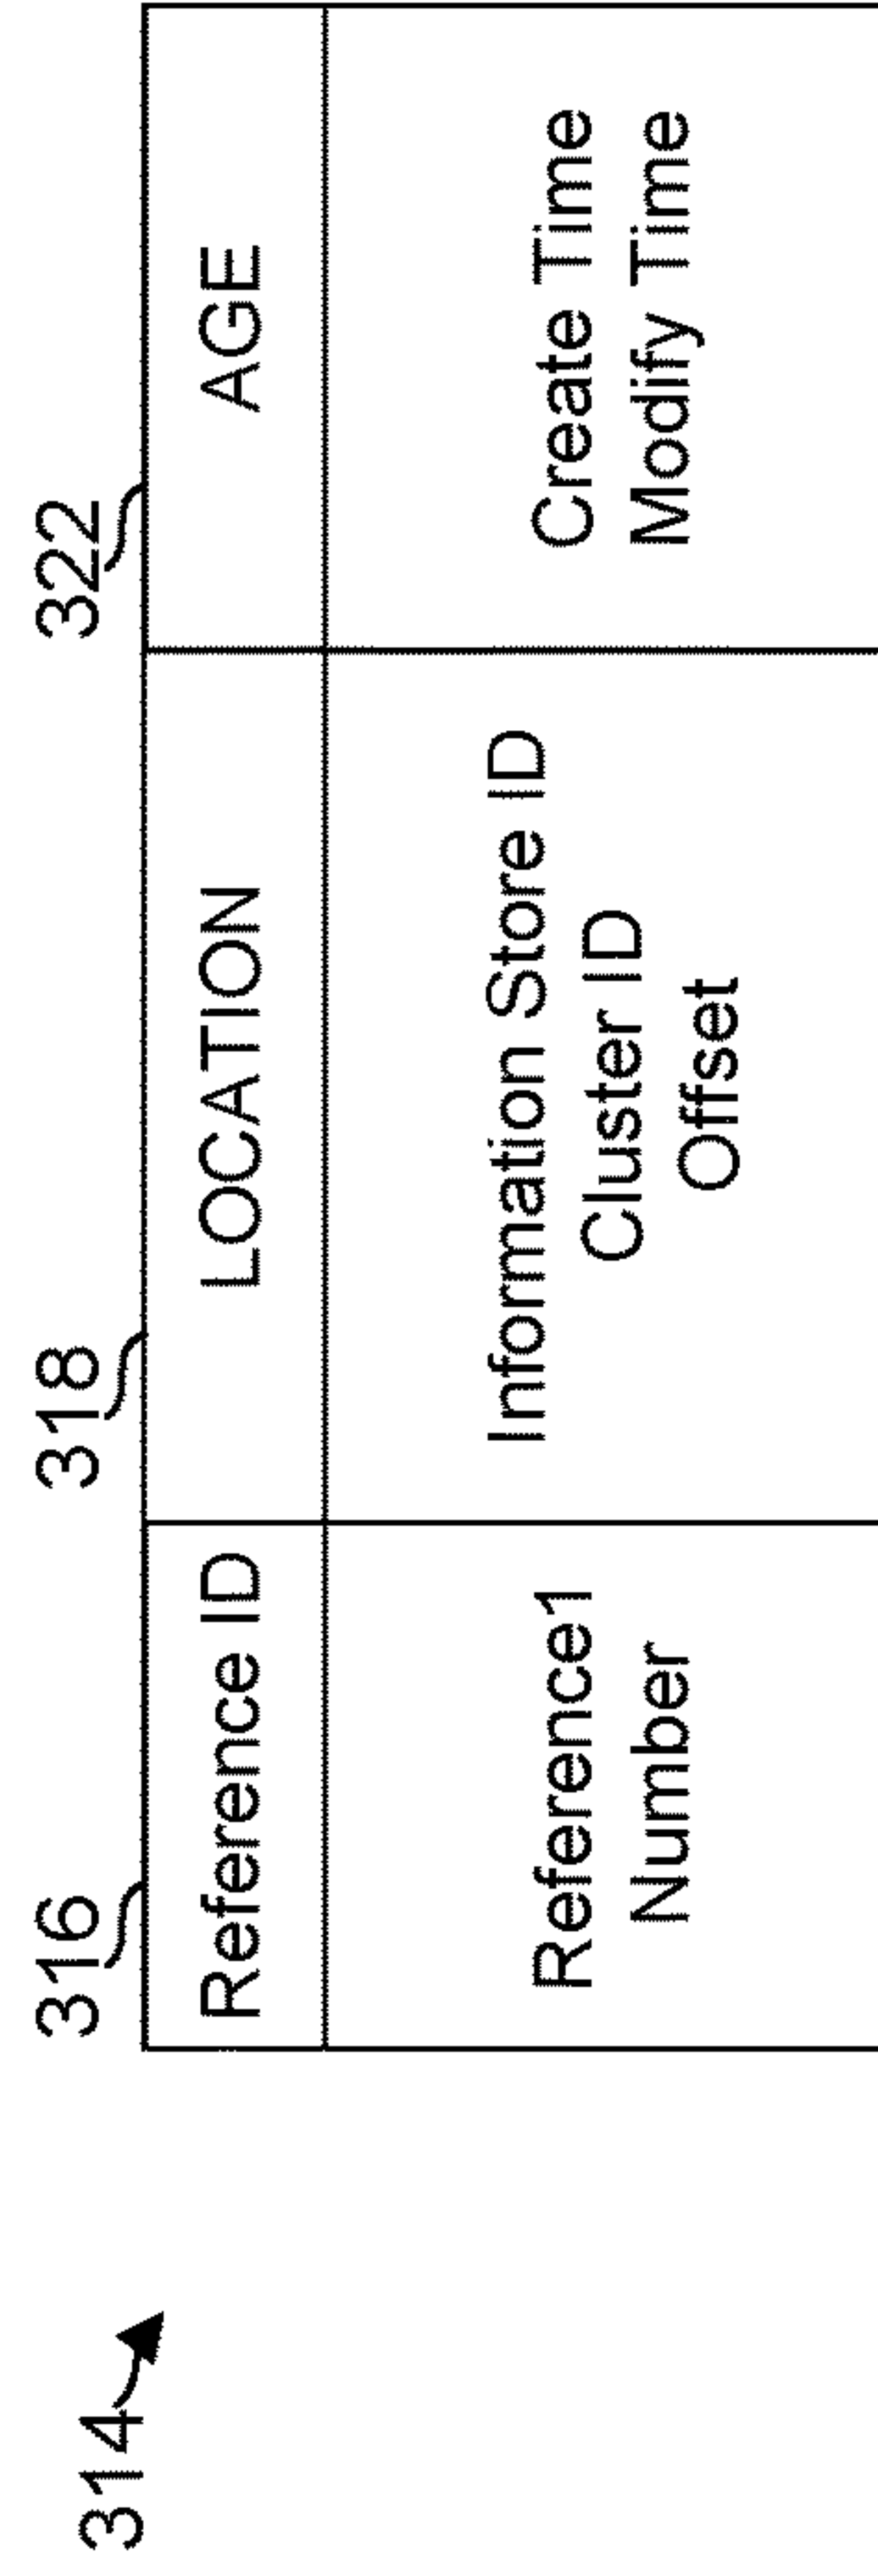 314
316
318
322
Reference ID
LOCATION
AGE
Reference1
Number
Information Store ID
Cluster ID
Offset
Create Time
Modify Time